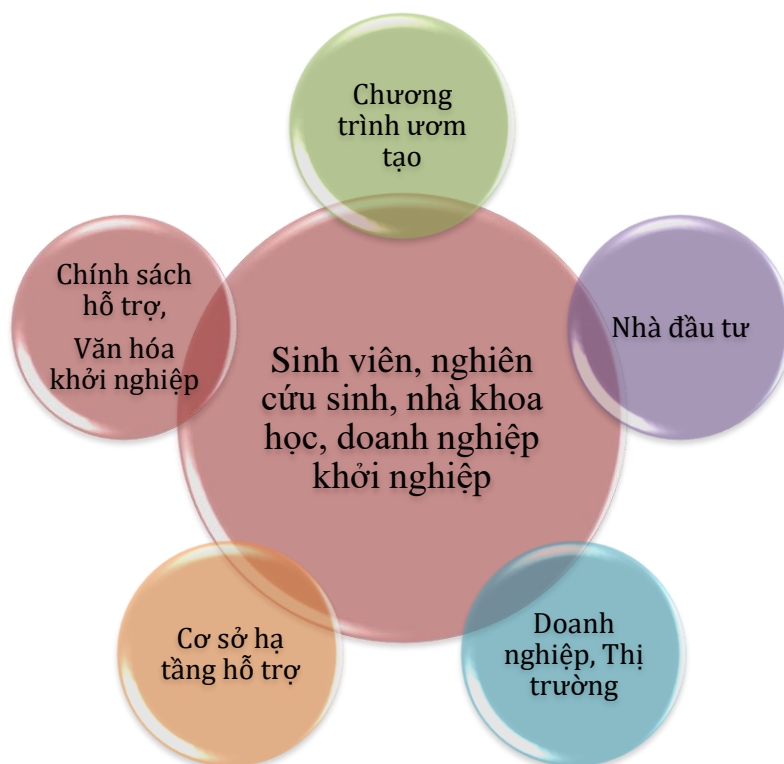 Chương
trình ươm
tạo
Chính sách
hỗ trợ,
Văn hóa
khởi nghiệp
Nhà đầu tư
Sinh viên, nghiên
cứu sinh, nhà khoa
học, doanh nghiệp
khởi nghiệp
Cơ sở hạ
tầng hỗ trợ
Doanh
nghiệp, Thị
trường